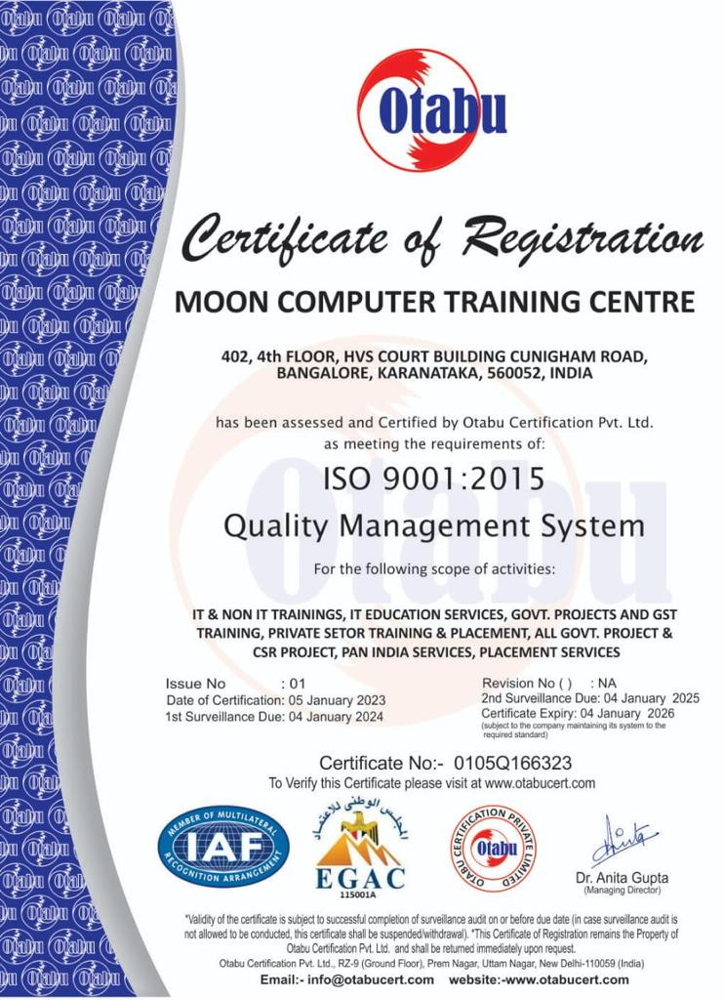 Otabu
Certificate of Registration
MOON COMPUTER TRAINING CENTRE
402, 4th FLOOR, HVS COURT BUILDING CUNIGHAM ROAD,
BANGALORE, KARANATAKA, 560052, INDIA
has been assessed and Certified by Otabu Certification Pvt. Ltd.
as meeting the requirements of:
ISO 9001:2015
Quality Management System
For the following scope of activities:
IT & NON IT TRAININGS, IT EDUCATION SERVICES, GOVT. PROJECTS AND GST
TRAINING, PRIVATE SETOR TRAINING & PLACEMENT, ALL GOVT. PROJECT &
CSR PROJECT, PAN INDIA SERVICES, PLACEMENT SERVICES
Issue No : 01
Date of Certification: 05 January 2023
1st Surveillance Due: 04 January 2024
Revision No ( ) : NA
2nd Surveillance Due: 04 January 2025
Certificate Expiry: 04 January 2026
(subject to the company maintaining its system to the
required standard)
Certificate No:- 0105Q166323
To Verify this Certificate please visit at www.otabucert.com
MEMBER OF MULTILATERAL
IAF
RECOGNITION ARRANGEMENT
المجلس الوطنى للاعتماد
EGAC
115001A
OTABU CERTIFICATION PRIVATE LIMITED
Otabu
Dr. Anita Gupta
(Managing Director)
*Validity of the certificate is subject to successful completion of surveillance audit on or before due date (in case surveillance audit is
not allowed to be conducted, this certificate shall be suspended/withdrawal). *This Certificate of Registration remains the Property of
Otabu Certification Pvt. Ltd. and shall be returned immediately upon request.
Otabu Certification Pvt. Ltd., RZ-9 (Ground Floor), Prem Nagar, Uttam Nagar, New Delhi-110059 (India)
Email:- info@otabucert.com website:-www.otabucert.com